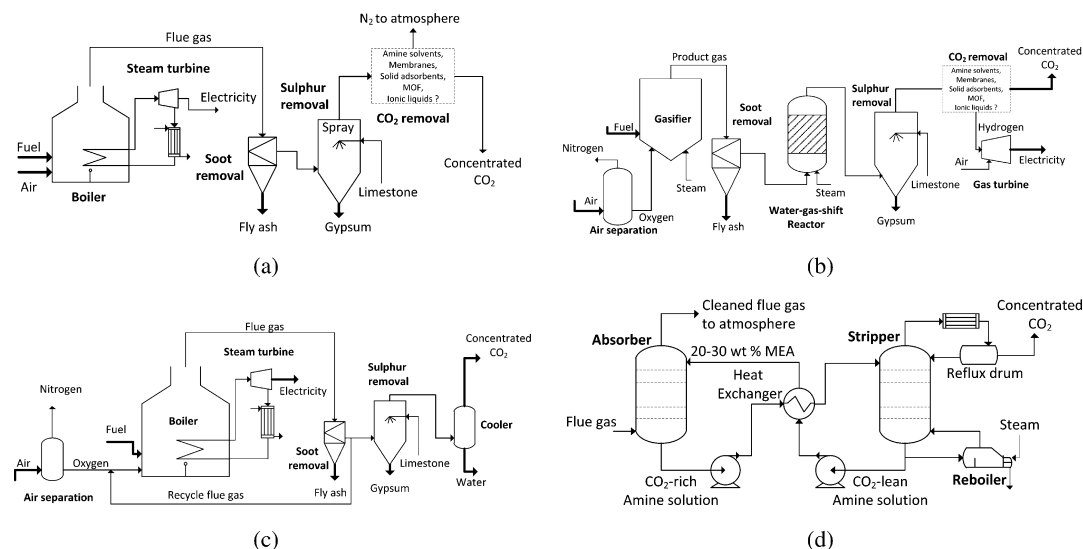 N2 to atmosphere
Flue gas
Amine solvents,
Membranes,
Solid adsorbents,
MOF,
Ionic liquids ?
Steam turbine
Sulphur
removal
CO2 removal
Electricity
Spray
Fuel
Air
Boiler
Soot
removal
Limestone
Concentrated
CO2
Fly ash
Gypsum
(a)
Concentrated
CO2
CO2 removal
Product gas
Amine solvents,
Membranes,
Solid adsorbents,
MOF,
Ionic liquids ?
Sulphur
removal
Soot
removal
Gasifier
Fuel
Hydrogen
Nitrogen
Air
Electricity
Steam
Limestone
Gas turbine
Air
Oxygen
Steam
Air separation
Fly ash
Water-gas-shift
Reactor
Gypsum
(b)
Flue gas
Concentrated
CO2
Steam turbine
Sulphur
removal
Nitrogen
Electricity
Boiler
Fuel
Cooler
Air
Oxygen
Soot
removal
Limestone
Air separation
Recycle flue gas
Fly ash
Gypsum
Water
(c)
Cleaned flue gas
to atmosphere
Concentrated
CO2
Absorber
Stripper
20-30 wt % MEA
Reflux drum
Heat
Exchanger
Flue gas
Steam
CO2-rich
Amine solution
CO2-lean
Amine solution
Reboiler
(d)